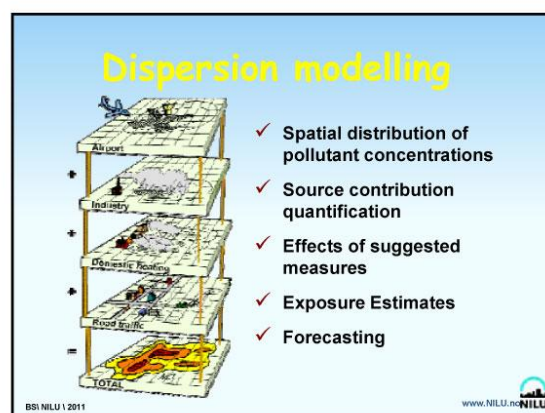 Dispersion modelling
Airport
Industry
Domestic heating
Road traffic
TOTAL
+
+
+
+
=
✓ Spatial distribution of
pollutant concentrations
✓ Source contribution
quantification
✓ Effects of suggested
measures
✓ Exposure Estimates
✓ Forecasting
BSI NILU \ 2011
www.NILU.no
NILU